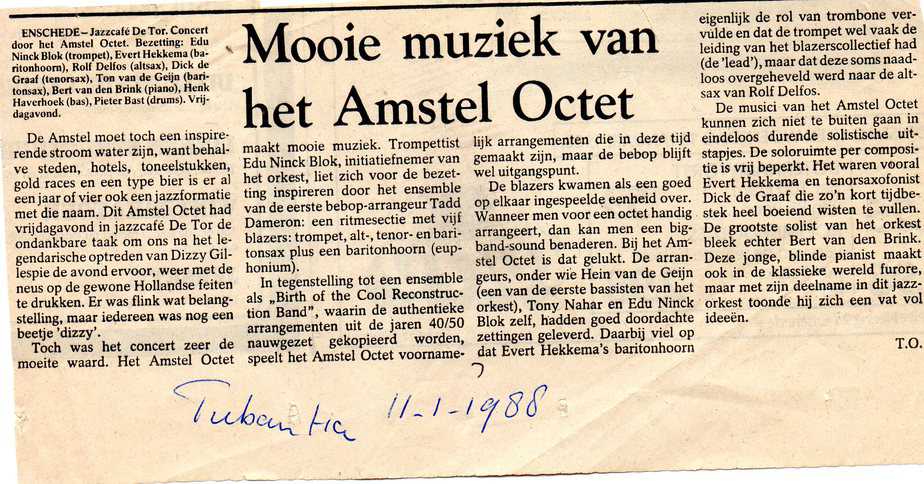 ENSCHEDE – Jazzcafé De Tor. Concert
door het Amstel Octet. Bezetting: Edu
Ninck Blok (trompet), Evert Hekkema (ba-
ritonhoorn), Rolf Delfos (altsax), Dick de
Graaf (tenorsax), Ton van de Geijn (bari-
tonsax), Bert van den Brink (piano), Henk
Haverhoek (bas), Pieter Bast (drums). Vrij-
dagavond.
Mooie muziek van
het Amstel Octet
De Amstel moet toch een inspire-
rende stroom water zijn, want behal-
ve steden, hotels, toneelstukken,
gold races en een type bier is er al
een jaar of vier ook een jazzformatie
met die naam. Dit Amstel Octet had
vrijdagavond in jazzcafé De Tor de
ondankbare taak om ons na het le-
gendarische optreden van Dizzy Gil-
lespie de avond ervoor, weer met de
neus op de gewone Hollandse feiten
te drukken. Er was flink wat belang-
stelling, maar iedereen was nog een
beetje 'dizzy'.
Toch was het concert zeer de
moeite waard. Het Amstel Octet
maakt mooie muziek. Trompettist
Edu Ninck Blok, initiatiefnemer van
het orkest, liet zich voor de bezet-
ting inspireren door het ensemble
van de eerste bebop-arrangeur Tadd
Dameron: een ritmesectie met vijf
blazers: trompet, alt-, tenor- en bari-
tonsax plus een baritonhoorn (eup-
honium).
In tegenstelling tot een ensemble
als „Birth of the Cool Reconstruc-
tion Band”, waarin de authentieke
arrangementen uit de jaren 40/50
nauwgezet gekopieerd worden,
speelt het Amstel Octet voorname-
lijk arrangementen die in deze tijd
gemaakt zijn, maar de bebop blijft
wel uitgangspunt.
De blazers kwamen als een goed
op elkaar ingespeelde eenheid over.
Wanneer men voor een octet handig
arrangeert, dan kan men een big-
band-sound benaderen. Bij het Am-
stel Octet is dat gelukt. De arran-
geurs, onder wie Hein van de Geijn
(een van de eerste bassisten van het
orkest), Tony Nahar en Edu Ninck
Blok zelf, hadden goed doordachte
zettingen geleverd. Daarbij viel op
dat Evert Hekkema's baritonhoorn
eigenlijk de rol van trombone ver-
vulde en dat de trompet wel vaak de
leiding van het blazerscollectief had
(de 'lead'), maar dat deze soms naad-
loos overgeheveld werd naar de alt-
sax van Rolf Delfos.
De musici van het Amstel Octet
kunnen zich niet te buiten gaan in
eindeloos durende solistische uit-
stapjes. De soloruimte per composi-
tie is vrij beperkt. Het waren vooral
Evert Hekkema en tenorsaxofonist
Dick de Graaf die zo'n kort tijdbe-
stek heel boeiend wisten te vullen.
De grootste solist van het orkest
bleek echter Bert van den Brink.
Deze jonge, blinde pianist maakt
ook in de klassieke wereld furore,
maar met zijn deelname in dit jazz-
orkest toonde hij zich een vat vol
ideeën.
T.O.
Tubantia 11-1-1988